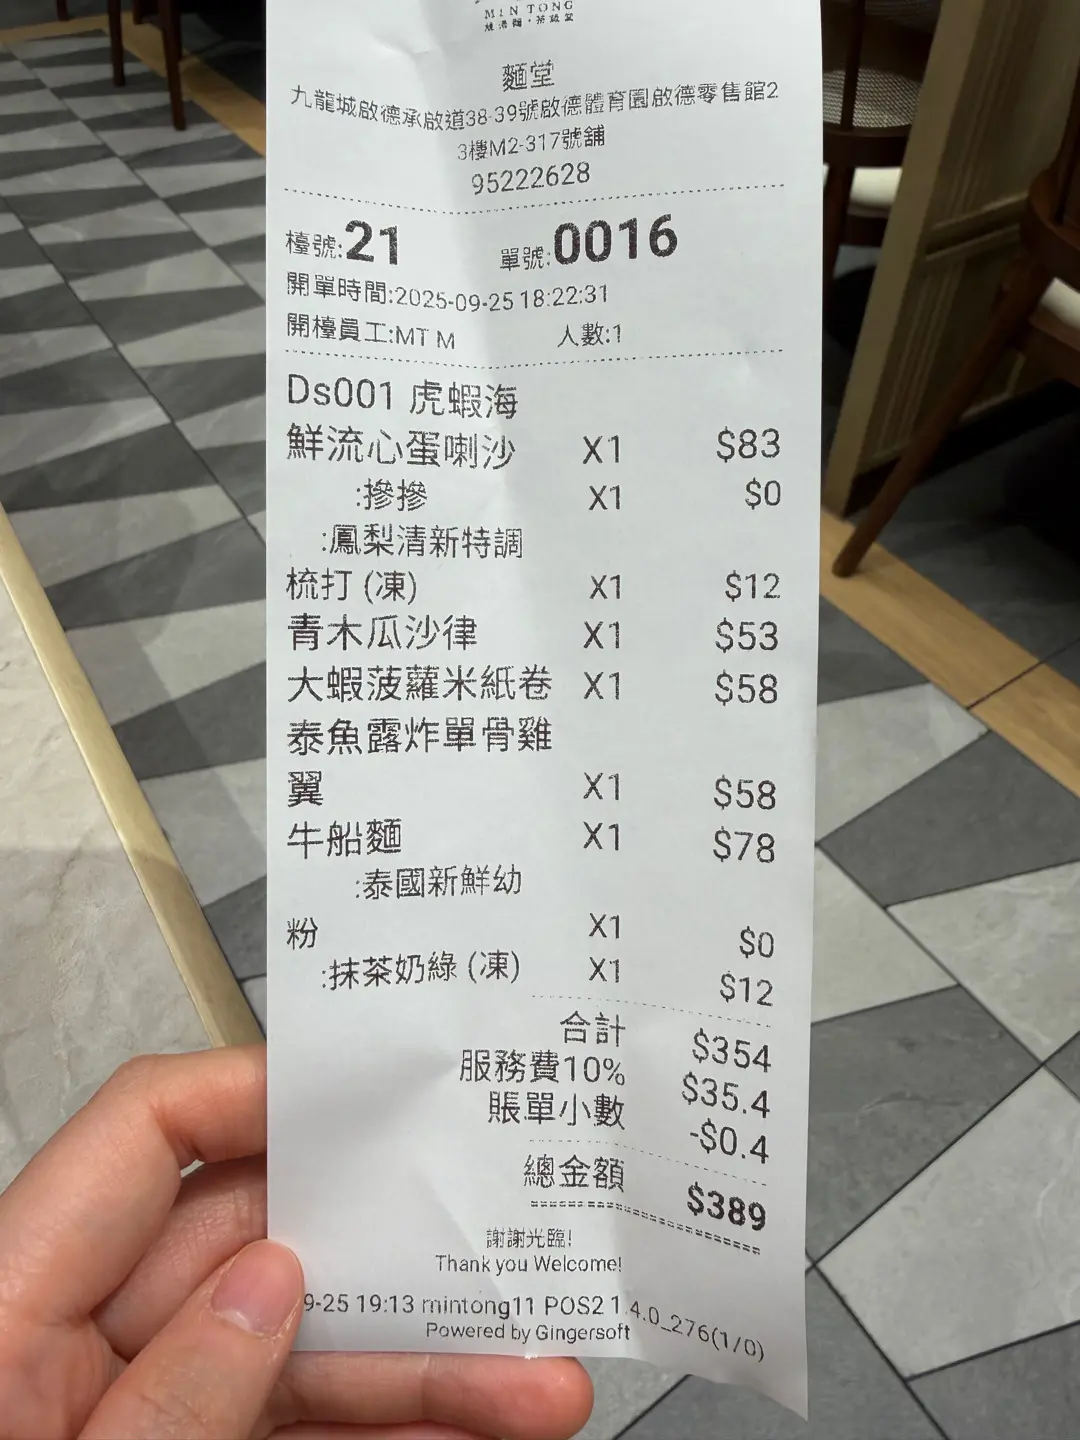 MIN TONG
麵堂
九龍城啟德承啟道38-39號啟德體育園啟德零售館2
3樓M2-317號舖
95222628
檯號:21 單號:0016
開單時間:2025-09-25 18:22:31
開檯員工:MT M 人數:1
Ds001 虎蝦海
鮮流心蛋喇沙 X1 $83
:摻摻 X1 $0
:鳳梨清新特調
梳打 (凍) X1 $12
青木瓜沙律 X1 $53
大蝦菠蘿米紙卷 X1 $58
泰魚露炸單骨雞
翼 X1 $58
牛船麵 X1 $78
:泰國新鮮幼
粉 X1 $0
:抹茶奶綠 (凍) X1 $12
合計 $354
服務費10% $35.4
賬單小數 -$0.4
總金額 $389
謝謝光臨!
Thank you Welcome!
9-25 19:13 mintong11 POS2 1.4.0_276(1/0)
Powered by Gingersoft